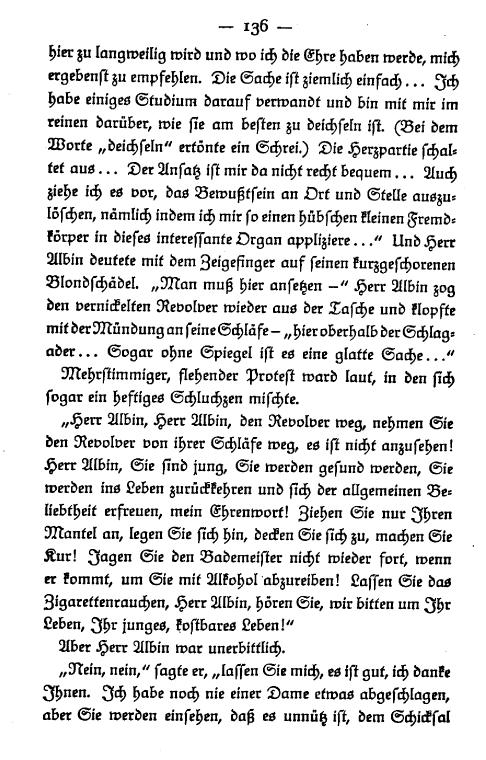 — 136 —
hier zu langweilig wird und wo ich die Ehre haben werde, mich
ergebenst zu empfehlen. Die Sache ist ziemlich einfach... Ich
habe einiges Studium darauf verwandt und bin mit mir im
reinen darüber, wie sie am besten zu deichseln ist. (Bei dem
Worte „deichseln“ ertönte ein Schrei.) Die Herzpartie schal-
tet aus... Der Ansatz ist mir da nicht recht bequem... Auch
ziehe ich es vor, das Bewußtsein an Ort und Stelle auszu-
löschen, nämlich indem ich mir so einen hübschen kleinen Fremd-
körper in dieses interessante Organ appliziere...“ Und Herr
Albin deutete mit dem Zeigefinger auf seinen kurzgeschorenen
Blondschädel. „Man muß hier ansetzen –“ Herr Albin zog
den vernickelten Revolver wieder aus der Tasche und klopfte
mit der Mündung an seine Schläfe – „hier oberhalb der Schlag-
ader... Sogar ohne Spiegel ist es eine glatte Sache...“
Mehrstimmiger, flehender Protest ward laut, in den sich
sogar ein heftiges Schluchzen mischte.
„Herr Albin, Herr Albin, den Revolver weg, nehmen Sie
den Revolver von ihrer Schläfe weg, es ist nicht anzusehen!
Herr Albin, Sie sind jung, Sie werden gesund werden, Sie
werden ins Leben zurückkehren und sich der allgemeinen Be-
liebtheit erfreuen, mein Ehrenwort! Ziehen Sie nur Ihren
Mantel an, legen Sie sich hin, decken Sie sich zu, machen Sie
Kur! Jagen Sie den Bademeister nicht wieder fort, wenn
er kommt, um Sie mit Alkohol abzureiben! Lassen Sie das
Zigarettenrauchen, Herr Albin, hören Sie, wir bitten um Ihr
Leben, Ihr junges, kostbares Leben!“
Aber Herr Albin war unerbittlich.
„Nein, nein,“ sagte er, „lassen Sie mich, es ist gut, ich danke
Ihnen. Ich habe noch nie einer Dame etwas abgeschlagen,
aber Sie werden einsehen, daß es unnütz ist, dem Schicksal